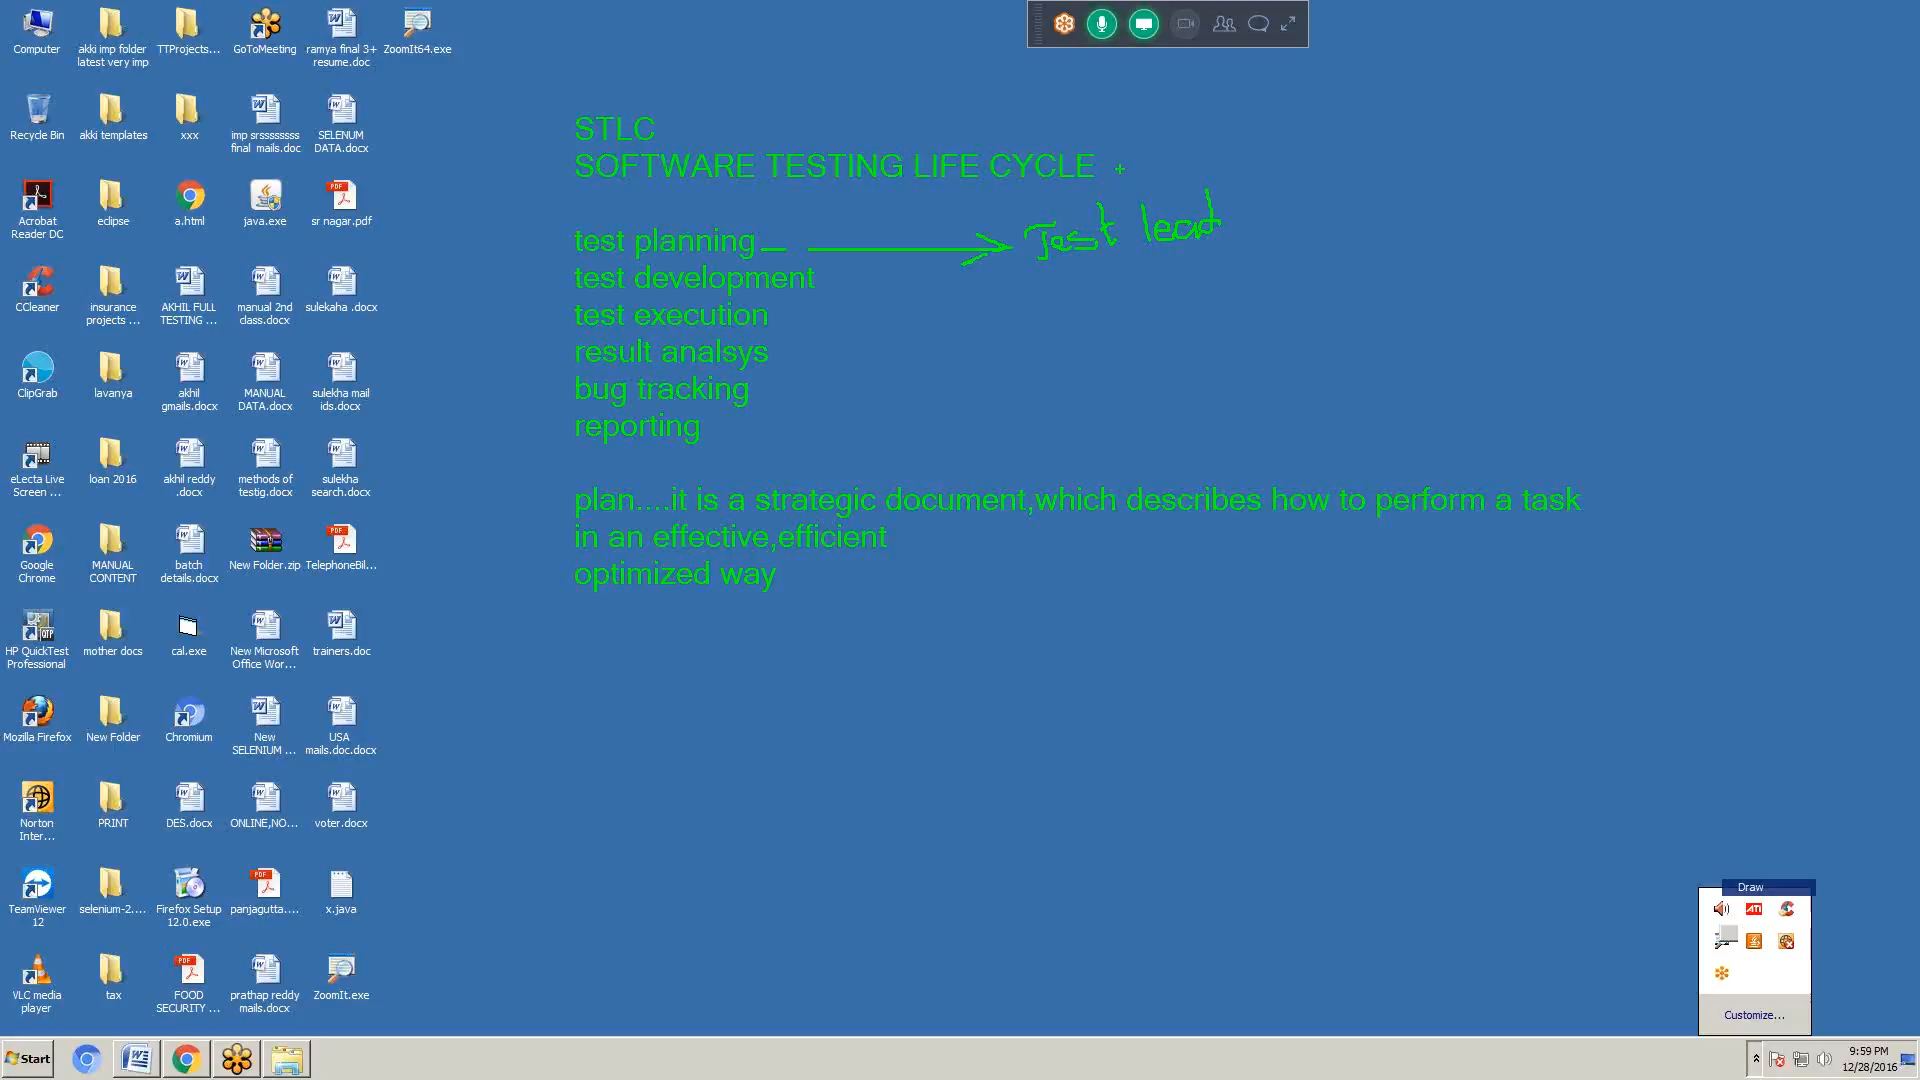 Computer
akki imp folder
latest very imp
TTProjects...
GoToMeeting
ramya final 3+
resume.doc
ZoomIt64.exe
STLC
SOFTWARE TESTING LIFE CYCLE
test planning_ Test lead
test development
test execution
result analsys
bug tracking
reporting
plan....it is a strategic document,which describes how to perform a task
in an effective,efficient
optimized way
Recycle Bin
akki templates
xxx
imp srsssssssss
final mails.doc
SELENUM
DATA.docx
Acrobat
Reader DC
eclipse
a.html
java.exe
sr nagar.pdf
CCleaner
insurance
projects ...
AKHIL FULL
TESTING ...
manual 2nd
class.docx
sulekaha .docx
ClipGrab
lavanya
akhil
gmails.docx
MANUAL
DATA.docx
sulekha mail
ids.docx
eLecta Live
Screen ...
loan 2016
akhil reddy
.docx
methods of
testig.docx
sulekha
search.docx
Google
Chrome
MANUAL
CONTENT
batch
details.docx
New Folder.zip
TelephoneBil...
HP QuickTest
Professional
mother docs
cal.exe
New Microsoft
Office Wor...
trainers.doc
Mozilla Firefox
New Folder
Chromium
New
SELENIUM ...
USA
mails.doc.docx
Norton
Inter...
PRINT
DES.docx
ONLINE,NO...
voter.docx
TeamViewer
12
selenium-2....
Firefox Setup
12.0.exe
panjagutta....
x.java
VLC media
player
tax
FOOD
SECURITY ...
prathap reddy
mails.docx
ZoomIt.exe
Draw
ATI
Customize...
Start
9:59 PM
12/28/2016